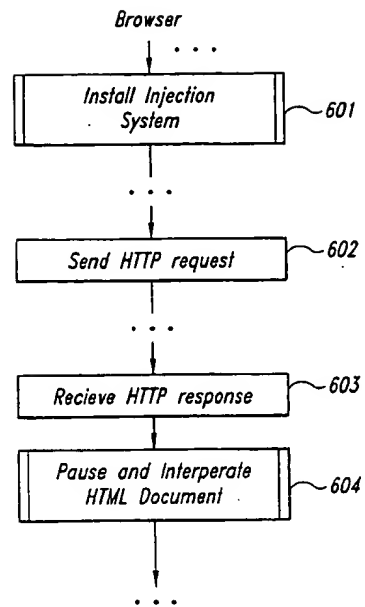 Browser
. . .
Install Injection
System
601
. . .
Send HTTP request
602
. . .
Recieve HTTP response
603
Pause and Interperate
HTML Document
604
. . .